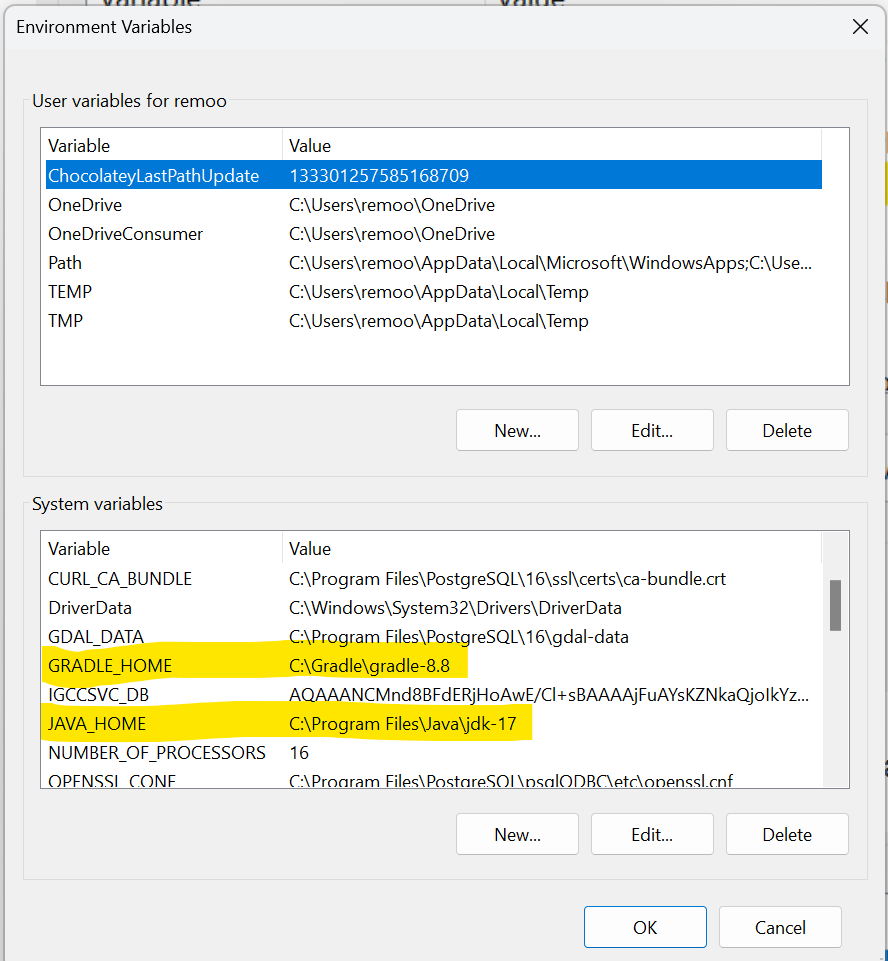 Variable Value
Environment Variables
User variables for remoo
Variable Value
ChocolateyLastPathUpdate 133301257585168709
OneDrive C:\Users\remoo\OneDrive
OneDriveConsumer C:\Users\remoo\OneDrive
Path C:\Users\remoo\AppData\Local\Microsoft\WindowsApps;C:\Use...
TEMP C:\Users\remoo\AppData\Local\Temp
TMP C:\Users\remoo\AppData\Local\Temp
New... Edit... Delete
System variables
Variable Value
CURL_CA_BUNDLE C:\Program Files\PostgreSQL\16\ssl\certs\ca-bundle.crt
DriverData C:\Windows\System32\Drivers\DriverData
GDAL_DATA C:\Program Files\PostgreSQL\16\gdal-data
GRADLE_HOME C:\Gradle\gradle-8.8
IGCCSVC_DB AQAAANCMnd8BFdERjHoAwE/Cl+sBAAAAjFuAYsKZNkaQjoIkYz...
JAVA_HOME C:\Program Files\Java\jdk-17
NUMBER_OF_PROCESSORS 16
OPENSSL_CONF C:\Program Files\PostgreSQL\psqlODBC\etc\openssl.cnf
New... Edit... Delete
OK Cancel